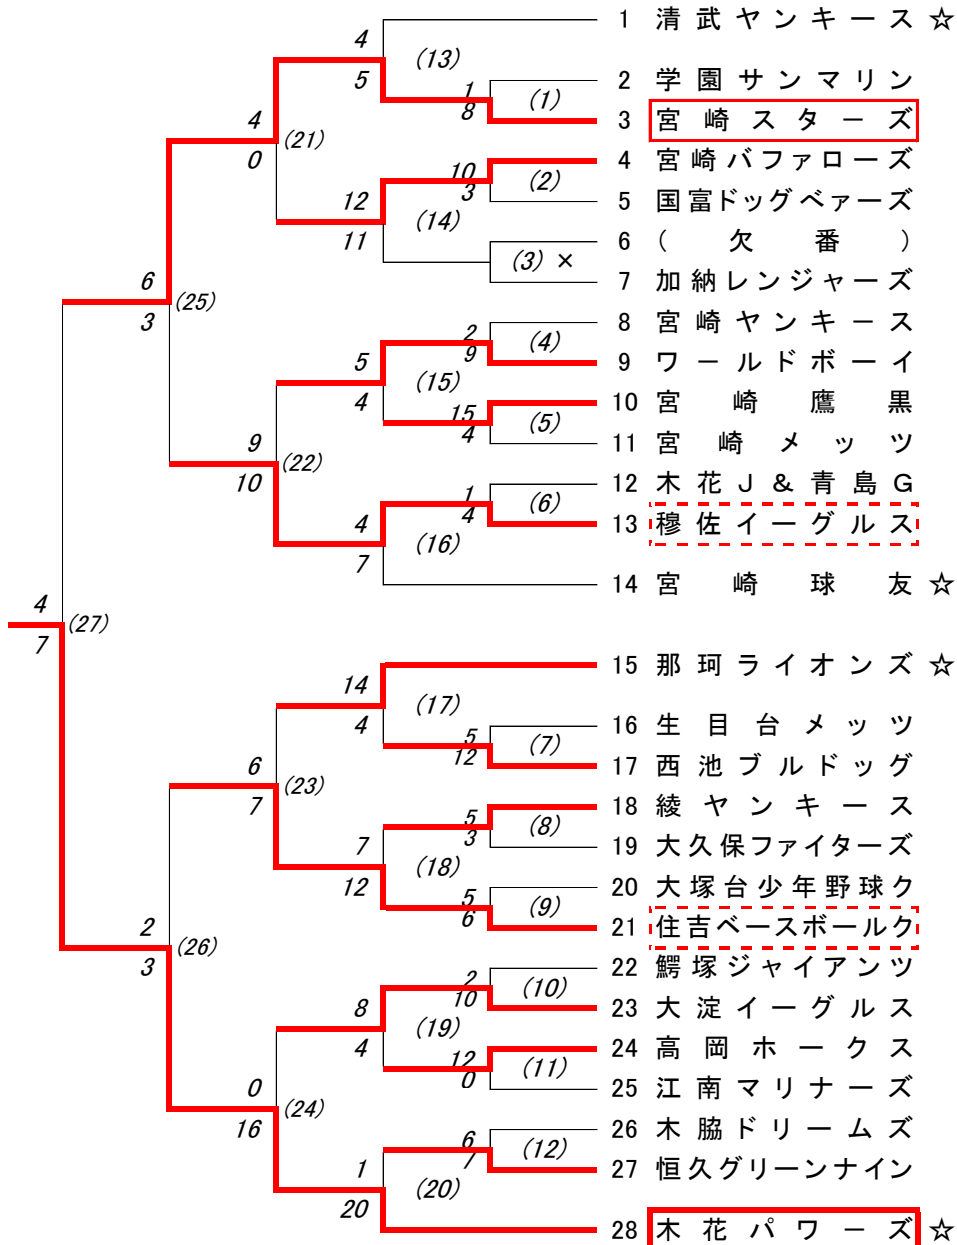 1 清武ヤンキース ☆
4 (13)
5
2 学園サンマリン
1 (1)
8
3 宮崎スターズ
4 (21)
0
4 宮崎バファローズ
10 (2)
3
5 国富ドッグベアーズ
12 (14)
11
6 (欠番)
(3) ×
7 加納レンジャーズ
6 (25)
3
8 宮崎ヤンキース
2 (4)
9
9 ワールドボーイ
5 (15)
4
10 宮崎鷹黒
15 (5)
4
11 宮崎メッツ
9 (22)
10
12 木花J&青島G
1 (6)
4
13 穆佐イーグルス
4 (16)
7
14 宮崎球友 ☆
4 (27)
7
15 那珂ライオンズ ☆
14 (17)
4
16 生目台メッツ
5 (7)
12
17 西池ブルドッグ
6 (23)
7
18 綾ヤンキース
5 (8)
3
19 大久保ファイターズ
7 (18)
12
20 大塚台少年野球ク
5 (9)
6
21 住吉ベースボールク
2 (26)
3
22 鰐塚ジャイアンツ
2 (10)
10
23 大淀イーグルス
8 (19)
4
24 高岡ホークス
12 (11)
0
25 江南マリナーズ
0 (24)
16
26 木脇ドリームズ
6 (12)
7
27 恒久グリーンナイン
1 (20)
20
28 木花パワーズ ☆